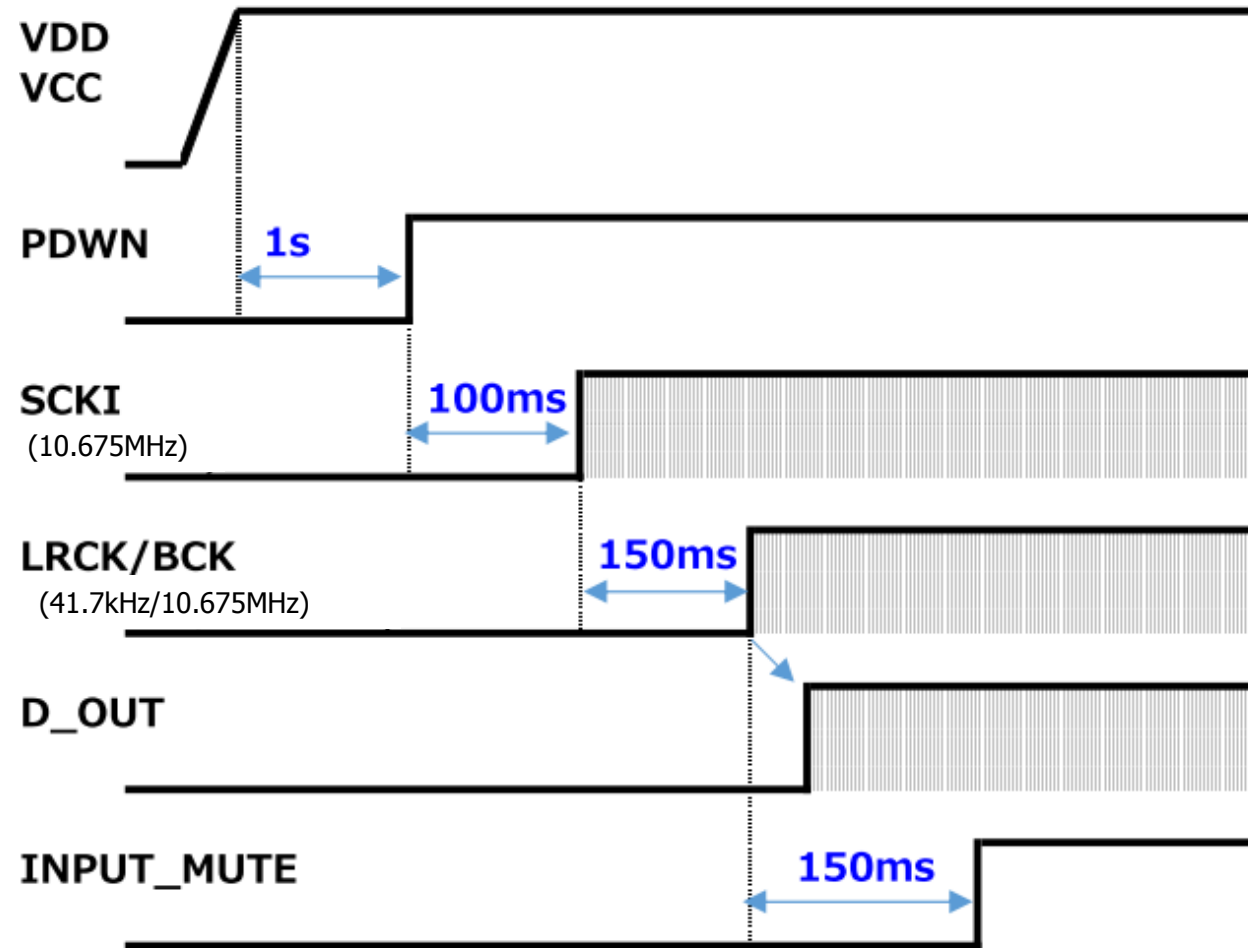 VDD
VCC
PDWN
1s
SCKI
100ms
(10.675MHz)
LRCK/BCK
150ms
(41.7kHz/10.675MHz)
D_OUT
INPUT_MUTE
150ms